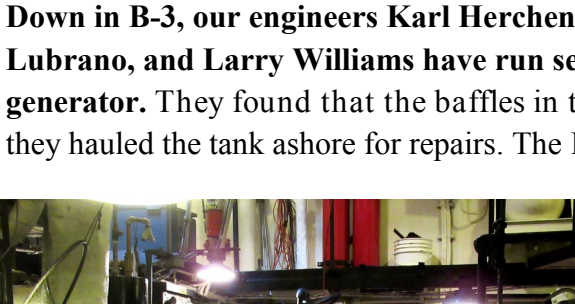 Down in B-3, our engineers Karl Herchen
Lubrano, and Larry Williams have run se
generator. They found that the baffles in t
they hauled the tank ashore for repairs. The